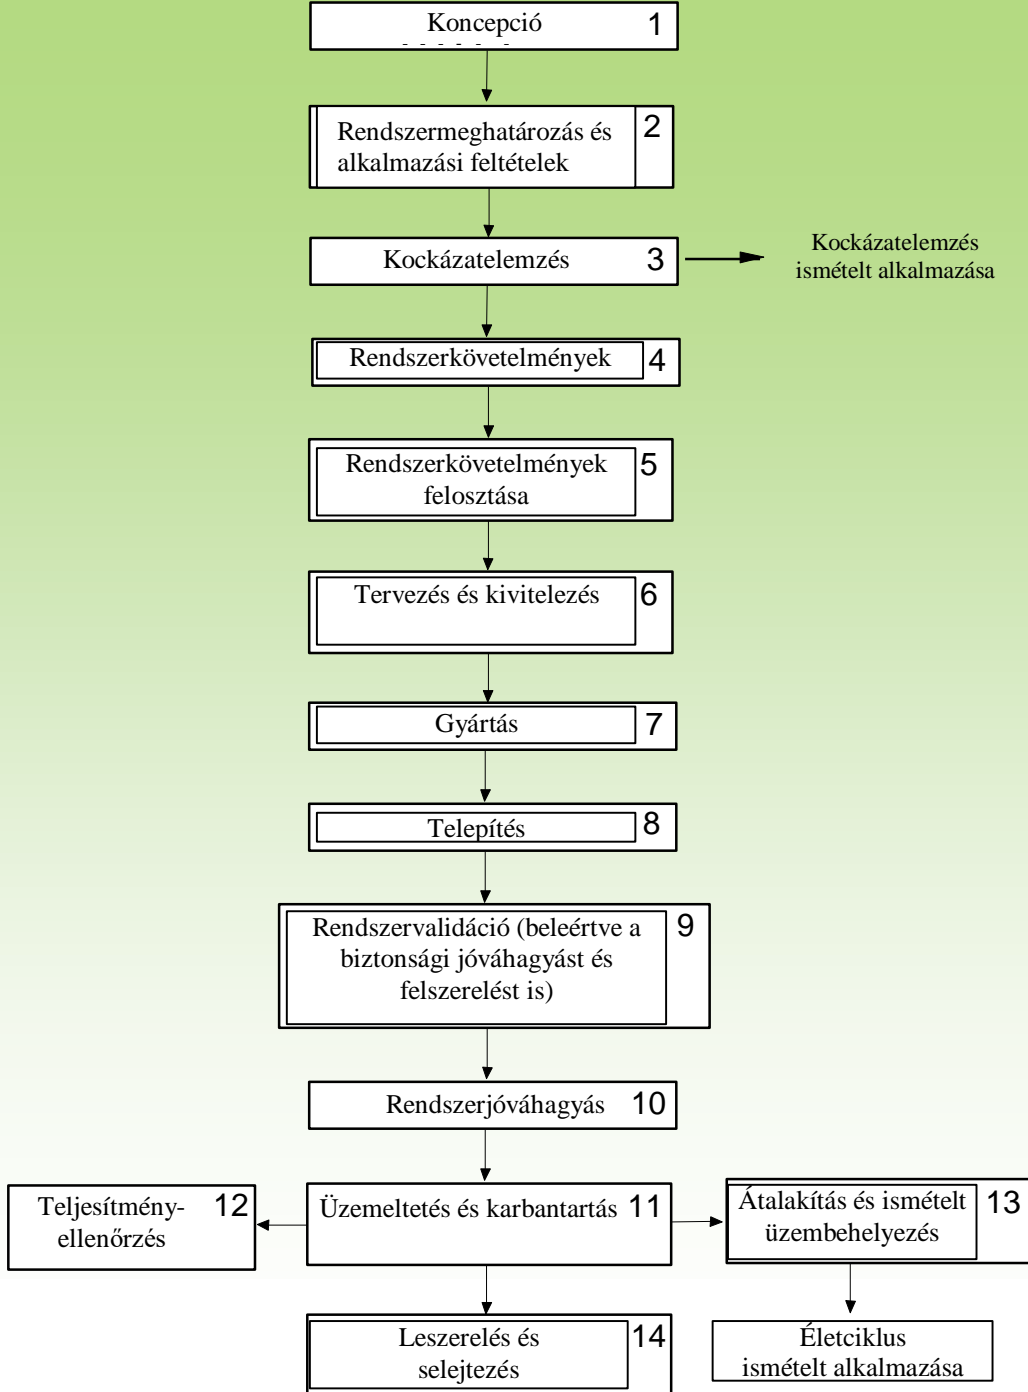 Koncepció 1
Rendszermeghatározás és 2
alkalmazási feltételek
Kockázatelemzés 3
Kockázatelemzés
ismételt alkalmazása
Rendszerkövetelmények 4
Rendszerkövetelmények 5
felosztása
Tervezés és kivitelezés 6
Gyártás 7
Telepítés 8
Rendszervalidáció (beleértve a 9
biztonsági jóváhagyást és
felszerelést is)
Rendszerjóváhagyás 10
Teljesítmény- 12
ellenőrzés
Üzemeltetés és karbantartás 11
Átalakítás és ismételt 13
üzembehelyezés
Leszerelés és 14
selejtezés
Életciklus
ismételt alkalmazása